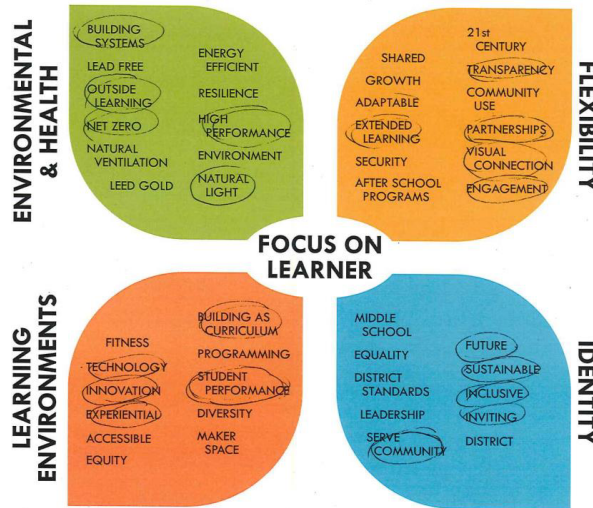 ENVIRONMENTAL
& HEALTH
BUILDING
SYSTEMS
LEAD FREE
OUTSIDE
LEARNING
NET ZERO
NATURAL
VENTILATION
LEED GOLD
ENERGY
EFFICIENT
RESILIENCE
HIGH
PERFORMANCE
ENVIRONMENT
NATURAL
LIGHT
SHARED
GROWTH
ADAPTABLE
EXTENDED
LEARNING
SECURITY
AFTER SCHOOL
PROGRAMS
21st
CENTURY
TRANSPARENCY
COMMUNITY
USE
PARTNERSHIPS
VISUAL
CONNECTION
ENGAGEMENT
FLEXIBILITY
FOCUS ON
LEARNER
LEARNING
ENVIRONMENTS
FITNESS
TECHNOLOGY
INNOVATION
EXPERIENTIAL
ACCESSIBLE
EQUITY
BUILDING AS
CURRICULUM
PROGRAMMING
STUDENT
PERFORMANCE
DIVERSITY
MAKER
SPACE
MIDDLE
SCHOOL
EQUALITY
DISTRICT
STANDARDS
LEADERSHIP
SERVE
COMMUNITY
FUTURE
SUSTAINABLE
INCLUSIVE
INVITING
DISTRICT
IDENTITY